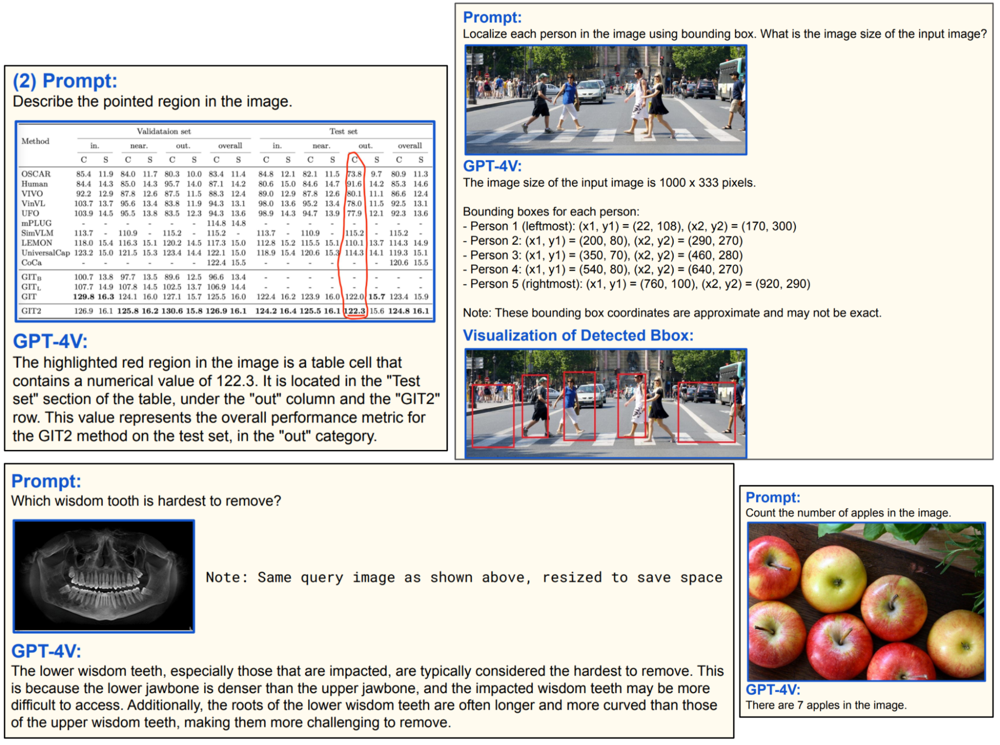 (2) Prompt:
Describe the pointed region in the image.
Method Validataion set Test set
in. near. out. overall in. near. out. overall
C S C S C S C S C S C S C S C S
OSCAR 85.4 11.9 84.0 11.7 80.3 10.0 83.4 11.4 84.8 12.1 82.1 11.5 73.8 9.7 80.9 11.3
Human 84.4 14.3 85.0 14.3 95.7 14.0 87.1 14.2 80.6 15.0 84.6 14.7 91.6 14.2 85.3 14.6
VIVO 92.2 12.9 87.8 12.6 87.5 11.5 88.3 12.4 89.0 12.9 87.8 12.6 80.1 11.1 86.6 12.4
VinVL 103.7 13.7 95.6 13.4 83.8 11.9 94.3 13.1 98.0 13.6 95.2 13.4 78.0 11.5 92.5 13.1
UFO 103.9 14.5 95.5 13.8 83.5 12.3 94.3 13.6 98.9 14.3 94.7 13.9 77.9 12.1 92.3 13.6
mPLUG - - - - - - 114.8 14.8 - - - - - - - -
SimVLM 113.7 - 110.9 - 115.2 - 115.2 - 113.7 - 110.9 - 115.2 - 115.2 -
LEMON 118.0 15.4 116.3 15.1 120.2 14.5 117.3 15.0 112.8 15.2 115.5 15.1 110.1 13.7 114.3 14.9
UniversalCap 123.2 15.0 121.5 15.3 123.4 14.4 122.1 15.0 118.9 15.4 120.6 15.3 114.3 14.1 119.3 15.1
CoCa - - - - - - 122.4 15.5 - - - - - - 120.6 15.5
GITB 100.7 13.8 97.7 13.5 89.6 12.5 96.6 13.4 - - - - - - - -
GITL 107.7 14.9 107.8 14.5 102.5 13.7 106.9 14.4 - - - - - - - -
GIT 129.8 16.3 124.1 16.0 127.1 15.7 125.5 16.0 122.4 16.2 123.9 16.0 122.0 15.7 123.4 15.9
GIT2 126.9 16.1 125.8 16.2 130.6 15.8 126.9 16.1 124.2 16.4 125.5 16.1 122.3 15.6 124.8 16.1
GPT-4V:
The highlighted red region in the image is a table cell that
contains a numerical value of 122.3. It is located in the "Test
set" section of the table, under the "out" column and the "GIT2"
row. This value represents the overall performance metric for
the GIT2 method on the test set, in the "out" category.
Prompt:
Localize each person in the image using bounding box. What is the image size of the input image?
GPT-4V:
The image size of the input image is 1000 x 333 pixels.
Bounding boxes for each person:
- Person 1 (leftmost): (x1, y1) = (22, 108), (x2, y2) = (170, 300)
- Person 2: (x1, y1) = (200, 80), (x2, y2) = (290, 270)
- Person 3: (x1, y1) = (350, 70), (x2, y2) = (460, 280)
- Person 4: (x1, y1) = (540, 80), (x2, y2) = (640, 270)
- Person 5 (rightmost): (x1, y1) = (760, 100), (x2, y2) = (920, 290)
Note: These bounding box coordinates are approximate and may not be exact.
Visualization of Detected Bbox:
Prompt:
Which wisdom tooth is hardest to remove?
L
Note: Same query image as shown above, resized to save space
GPT-4V:
The lower wisdom teeth, especially those that are impacted, are typically considered the hardest to remove. This
is because the lower jawbone is denser than the upper jawbone, and the impacted wisdom teeth may be more
difficult to access. Additionally, the roots of the lower wisdom teeth are often longer and more curved than those
of the upper wisdom teeth, making them more challenging to remove.
Prompt:
Count the number of apples in the image.
GPT-4V:
There are 7 apples in the image.